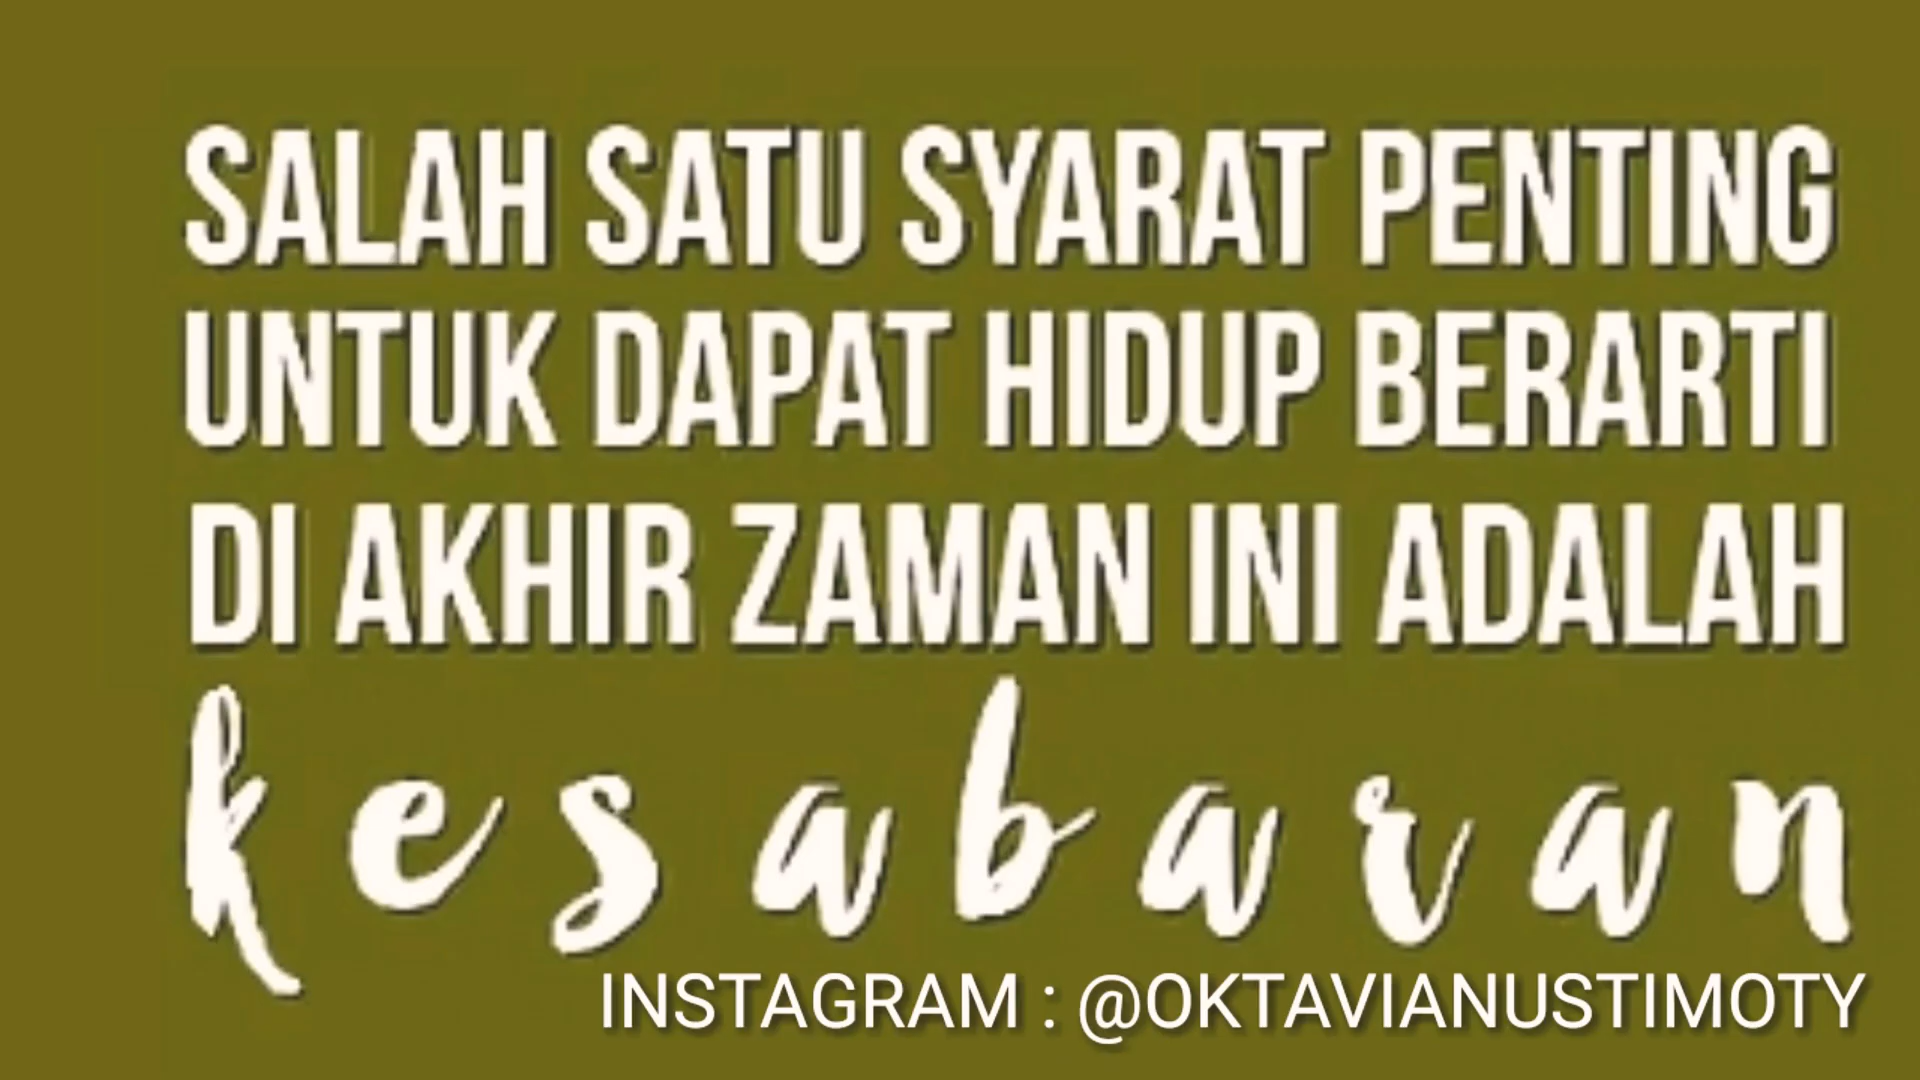 SALAH SATU SYARAT PENTING
UNTUK DAPAT HIDUP BERARTI
DI AKHIR ZAMAN INI ADALAH
kesabaran
INSTAGRAM : @OKTAVIANUSTIMOTY